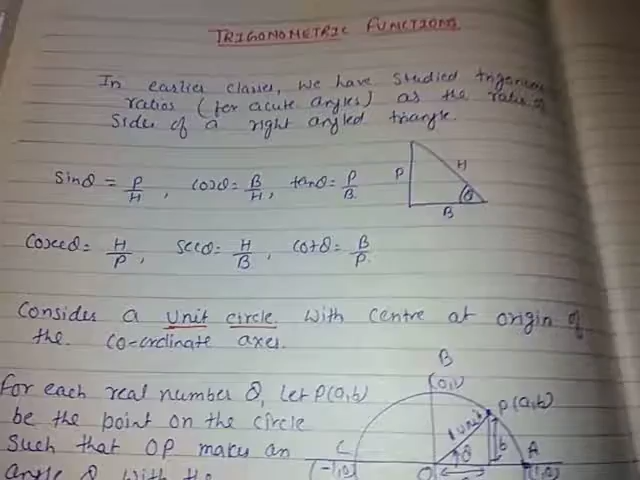 TRIGONOMETRIC FUNCTIONS
In earlier classes, we have studied
ratios (for acute angles) as the ratio of
sides of a right angled triangle.
Sinθ = P/H, Cosθ = B/H, tanθ = P/B
P H θ B
Cosecθ = H/P, Secθ = H/B, Cotθ = B/P.
Consider a unit circle with centre at origin of
the co-ordinate axes.
For each real number θ, let P(a,b)
be the point on the circle
such that OP makes an
angle θ with the
B
(0,1)
P(a,b)
1 unit
b
θ
C
(-1,0)
O
A
(1,0)